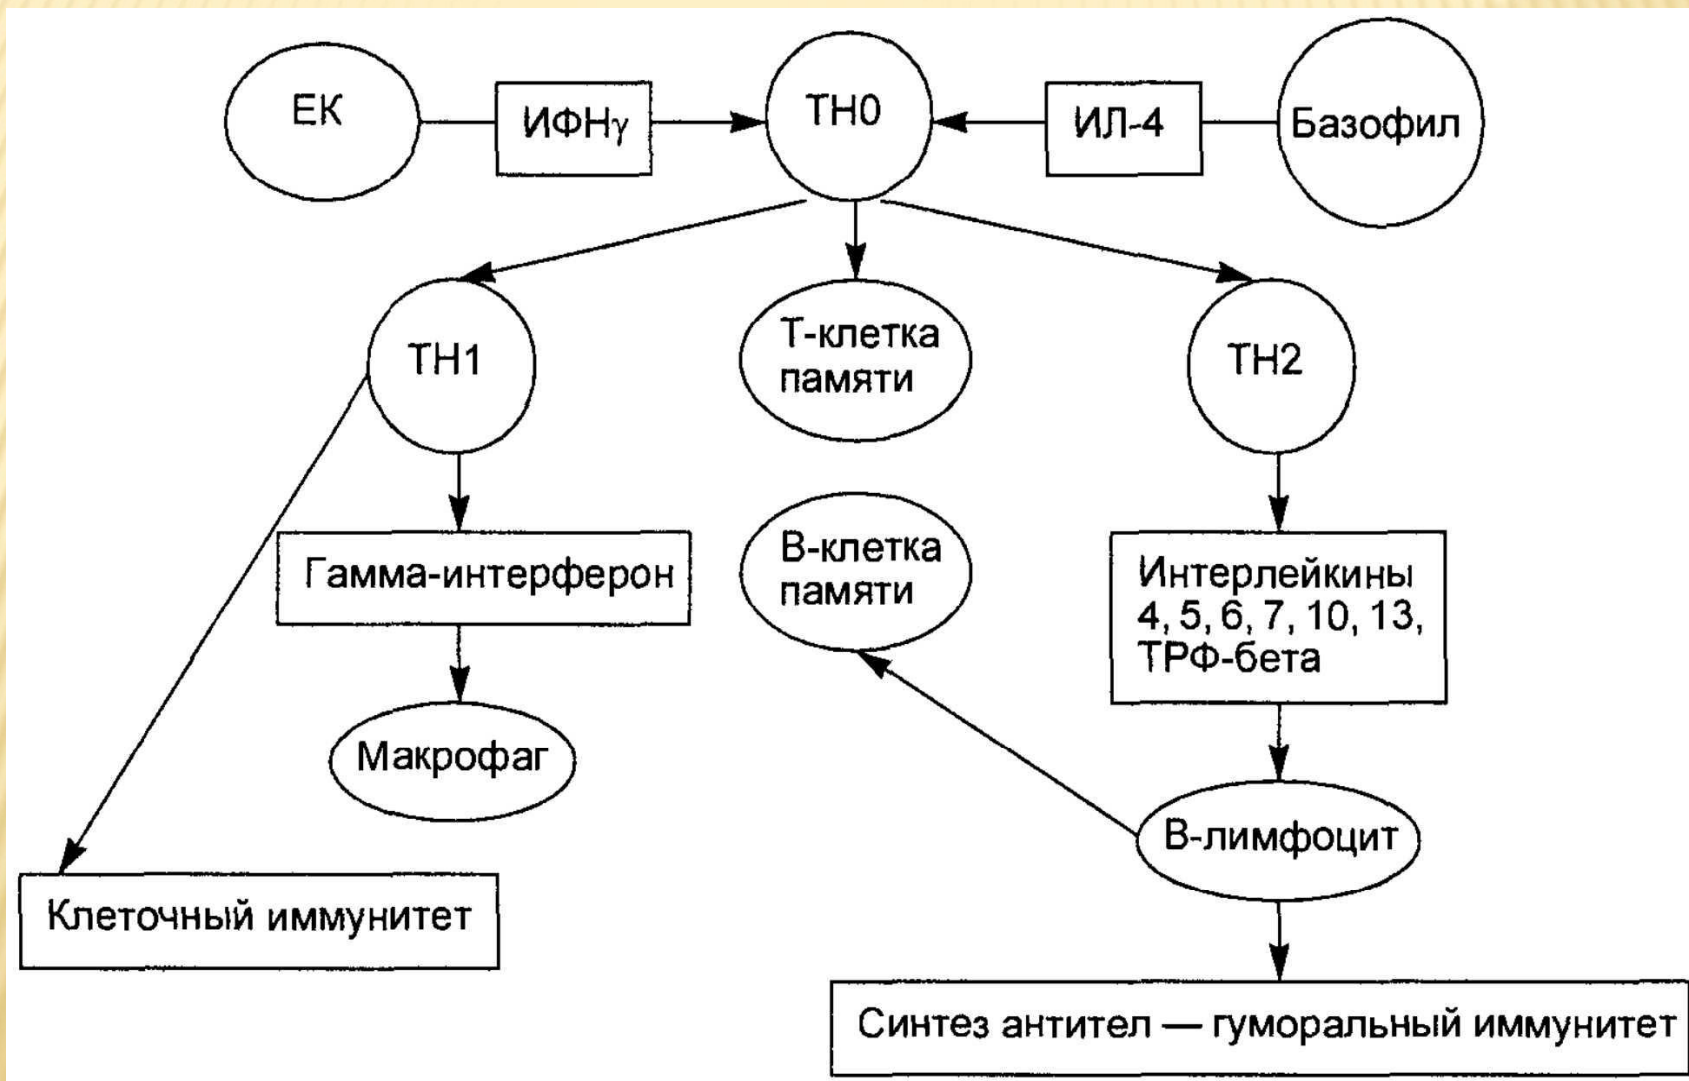 ЕК
ИФНγ
ТН0
ИЛ-4
Базофил
ТН1
Т-клетка
памяти
ТН2
Гамма-интерферон
В-клетка
памяти
Интерлейкины
4, 5, 6, 7, 10, 13,
ТРФ-бета
Макрофаг
В-лимфоцит
Клеточный иммунитет
Синтез антител — гуморальный иммунитет